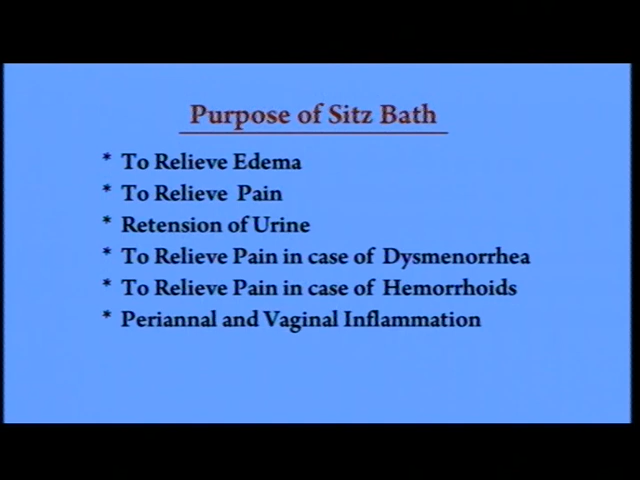 Purpose of Sitz Bath
* To Relieve Edema
* To Relieve Pain
* Retension of Urine
* To Relieve Pain in case of Dysmenorrhea
* To Relieve Pain in case of Hemorrhoids
* Periannal and Vaginal Inflammation